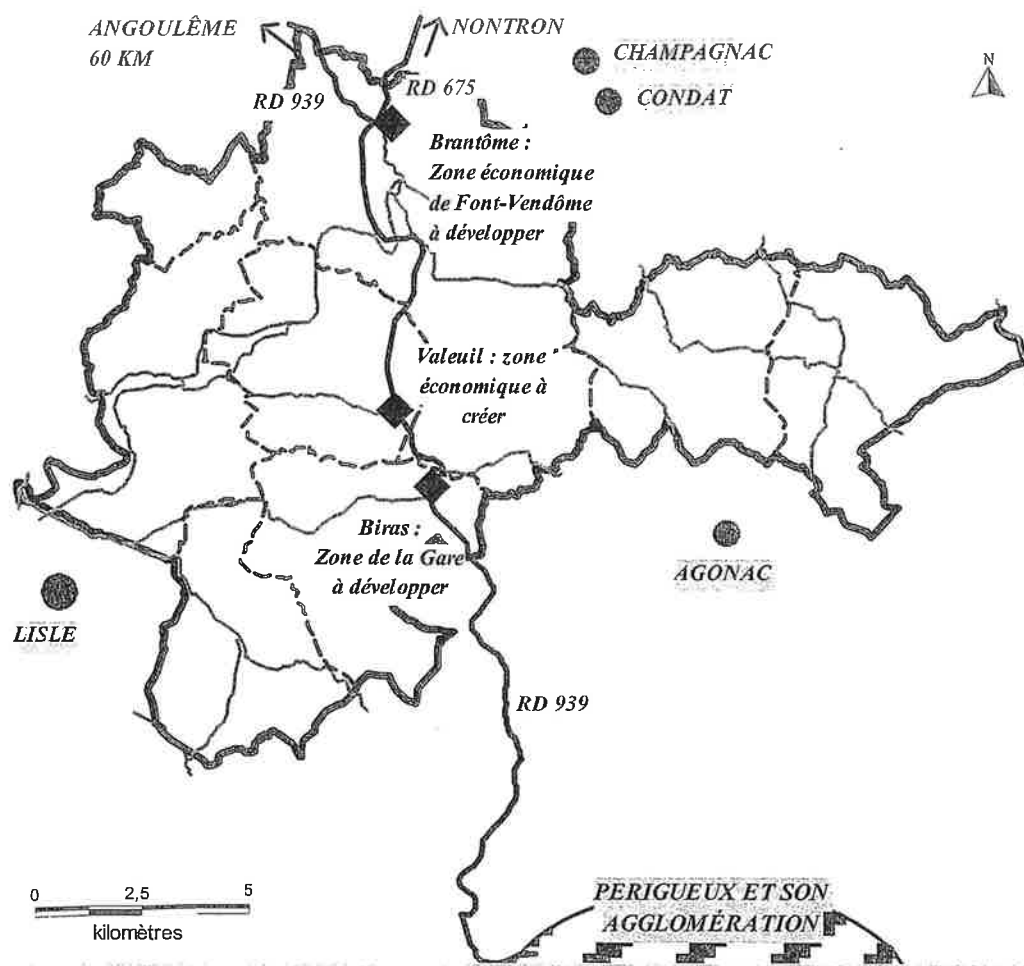 ANGOULÊME
60 KM
NONTRON
CHAMPAGNAC
CONDAT
N
RD 939
RD 675
Brantôme :
Zone économique
de Font-Vendôme
à développer
Valeuil : zone
économique à
créer
Biras :
Zone de la Gare
à développer
AGONAC
LISLE
RD 939
0 2,5 5
kilomètres
PERIGUEUX ET SON
AGGLOMÉRATION